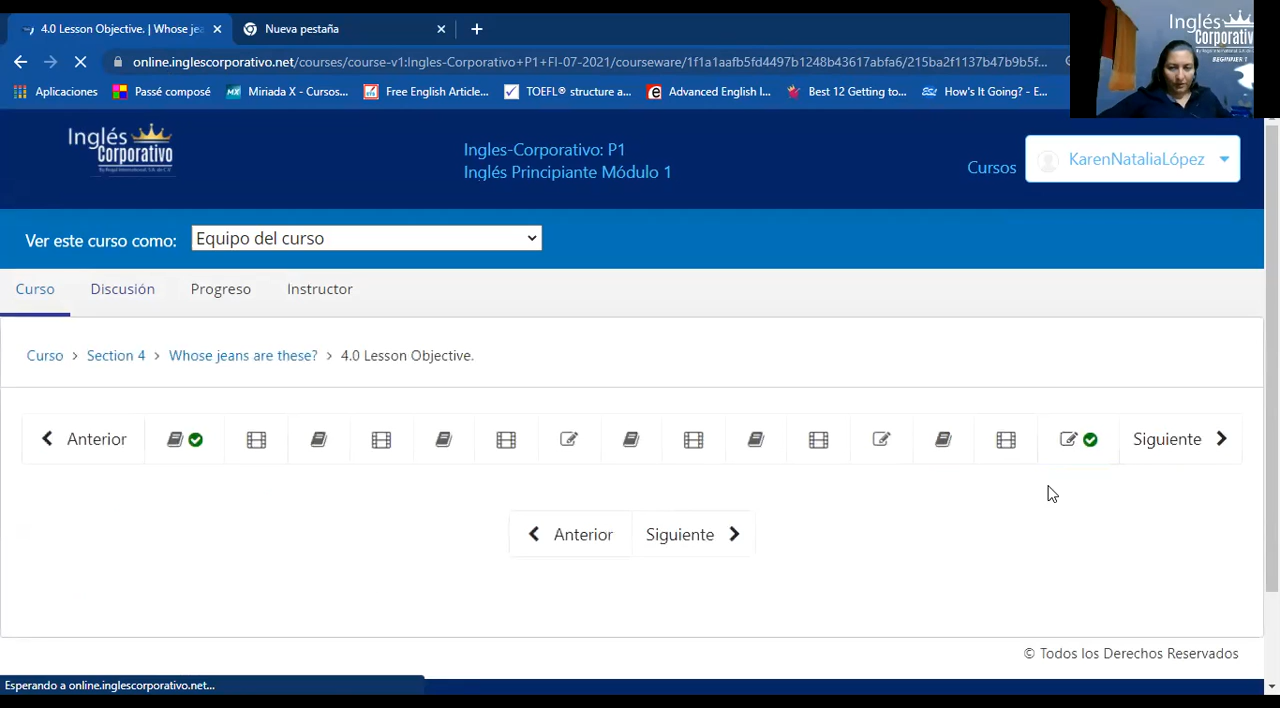 4.0 Lesson Objective. | Whose jea
Nueva pestaña
online.inglescorporativo.net/courses/course-v1:Ingles-Corporativo+P1+FI-07-2021/courseware/1f1a1aafb5fd4497b1248b43617abfa6/215ba2f1137b47b9b5f...
Aplicaciones
Passé composé
Miriada X - Cursos...
Free English Article...
TOEFL® structure a...
Advanced English I...
Best 12 Getting to...
How's It Going? - E...
Inglés
Corporativo
BEGINNER 1
Inglés
Corporativo
Ingles-Corporativo: P1
Inglés Principiante Módulo 1
Cursos
KarenNataliaLópez
Ver este curso como:
Equipo del curso
Curso
Discusión
Progreso
Instructor
Curso > Section 4 > Whose jeans are these? > 4.0 Lesson Objective.
Anterior
Siguiente
Anterior
Siguiente
© Todos los Derechos Reservados
Esperando a online.inglescorporativo.net...